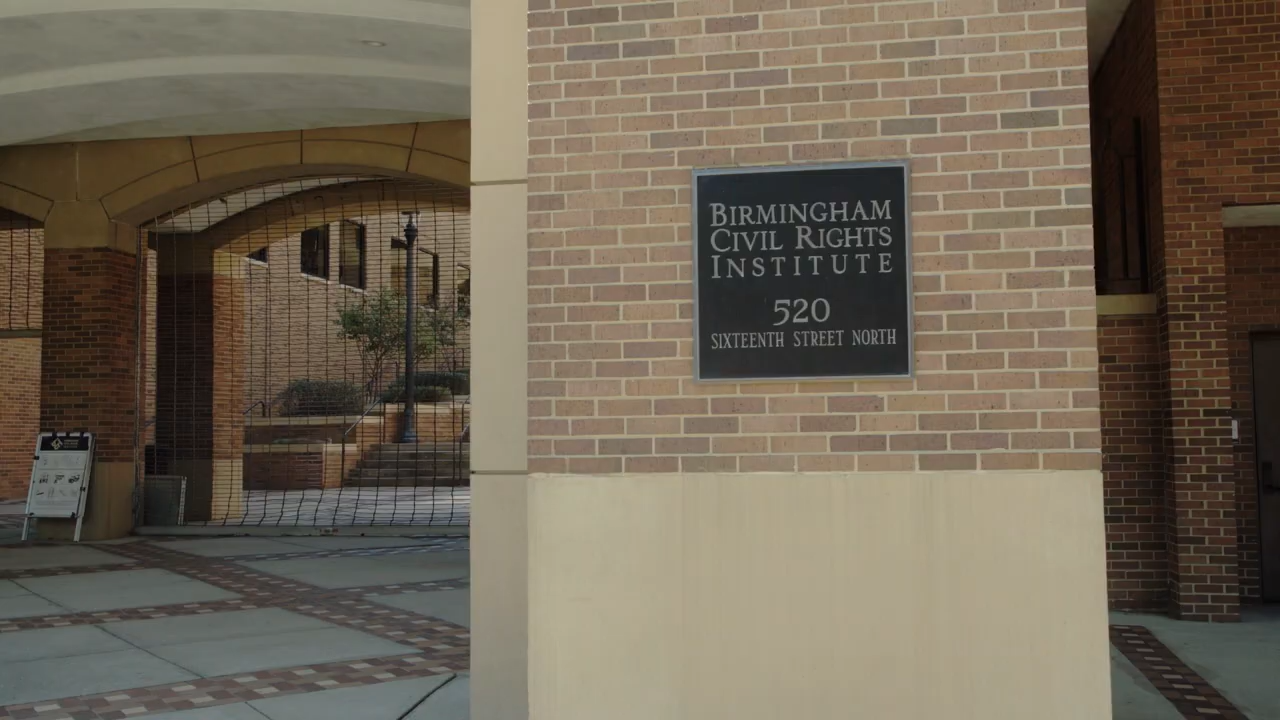 BIRMINGHAM
CIVIL RIGHTS
INSTITUTE
520
SIXTEENTH STREET NORTH